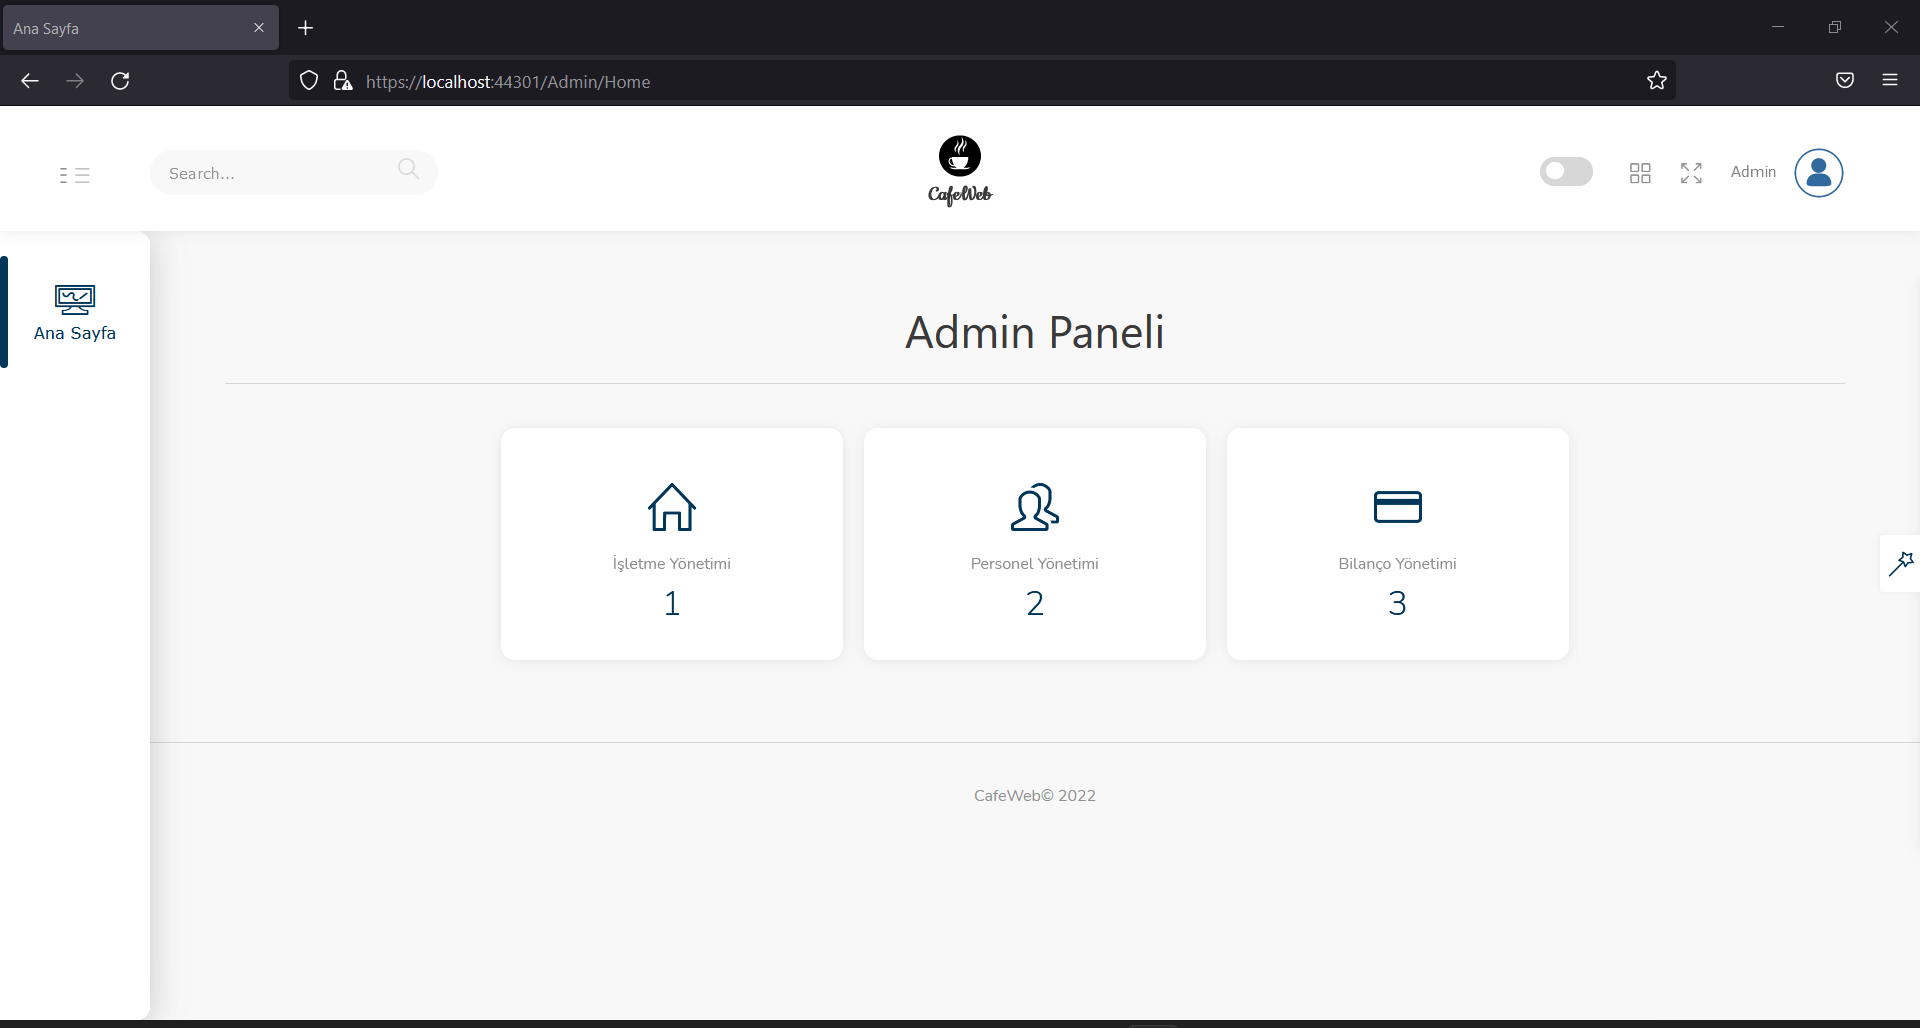 Ana Sayfa
https://localhost:44301/Admin/Home
Search...
CafeWeb
Admin
Ana Sayfa
Admin Paneli
İşletme Yönetimi
1
Personel Yönetimi
2
Bilanço Yönetimi
3
CafeWeb© 2022